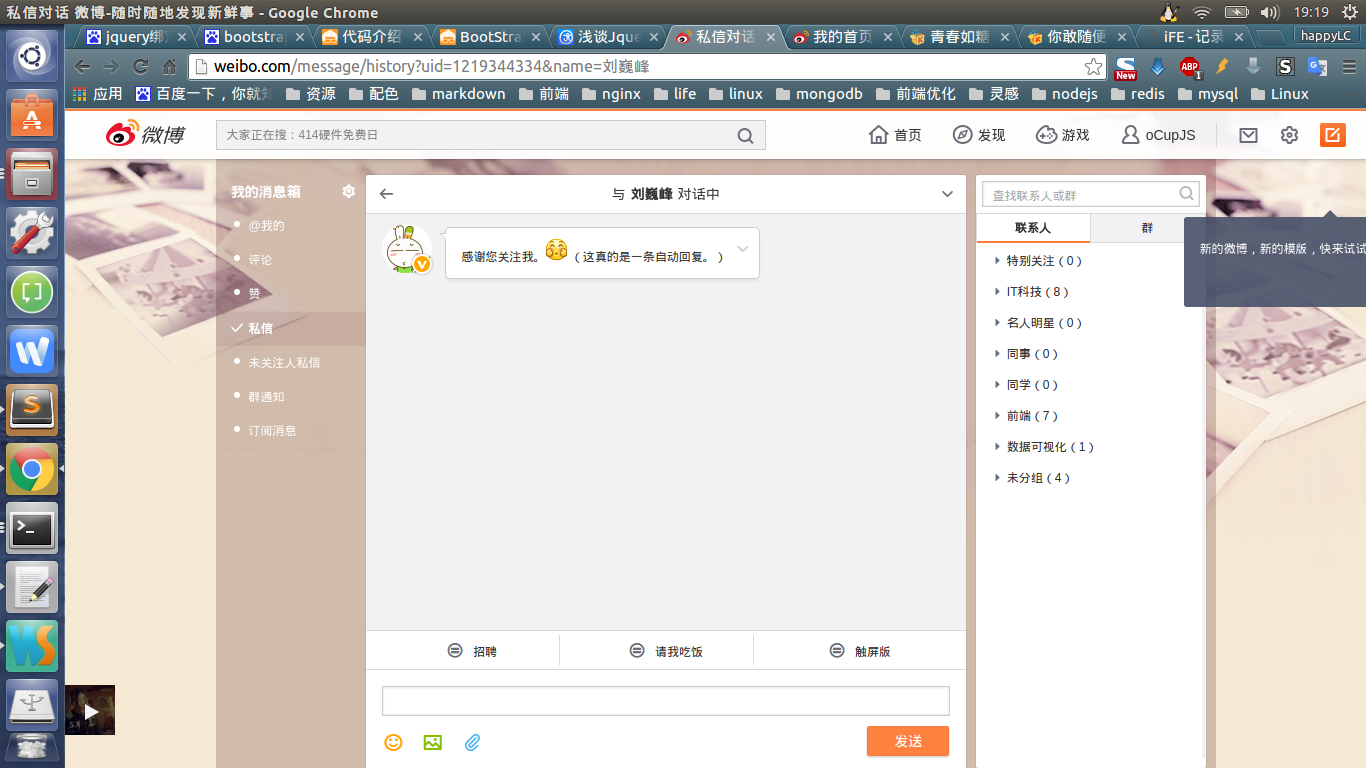 私信对话 微博-随时随地发现新鲜事 - Google Chrome
19:19
jquery绑
bootstra
代码介绍
BootStra
浅谈Jque
私信对话
我的首页
青春如糖
你敢随便
iFE - 记录
happyLC
weibo.com/message/history?uid=1219344334&name=刘巍峰
New
ABP
1
应用
百度一下，你就
资源
配色
markdown
前端
nginx
life
linux
mongodb
前端优化
灵感
nodejs
redis
mysql
Linux
微博
大家正在搜：414硬件免费日
首页
发现
游戏
oCupJS
我的消息箱
@我的
评论
赞
私信
未关注人私信
群通知
订阅消息
与 刘巍峰 对话中
感谢您关注我。（这真的是一条自动回复。）
招聘
请我吃饭
触屏版
发送
查找联系人或群
联系人
群
特别关注（0）
IT科技（8）
名人明星（0）
同事（0）
同学（0）
前端（7）
数据可视化（1）
未分组（4）
新的微博，新的模版，快来试试